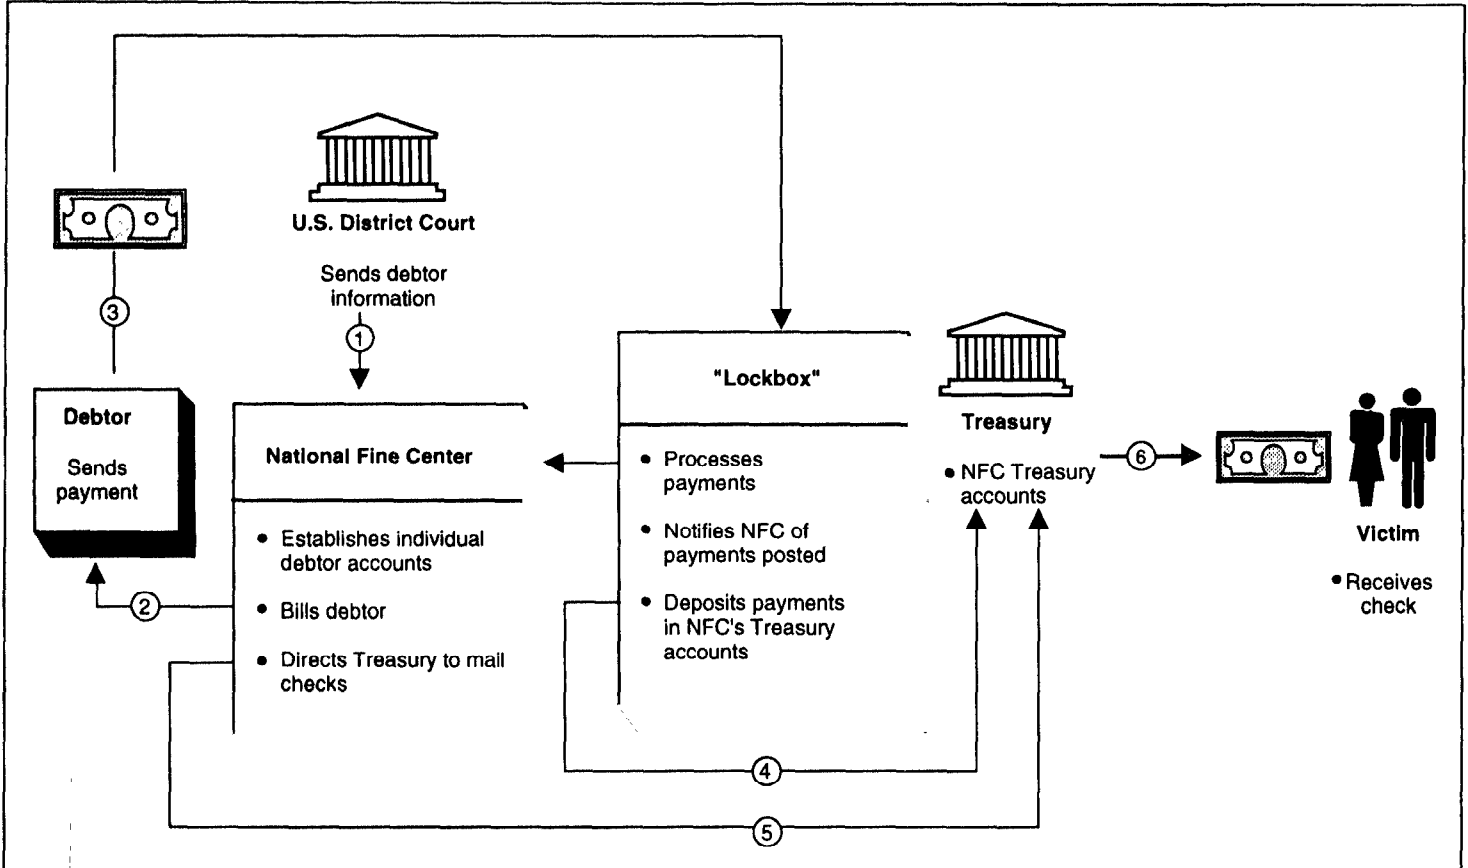 U.S. District Court
Sends debtor
information
1
3
Debtor
Sends
payment
2
National Fine Center
• Establishes individual
debtor accounts
• Bills debtor
• Directs Treasury to mail
checks
"Lockbox"
• Processes
payments
• Notifies NFC of
payments posted
• Deposits payments
in NFC's Treasury
accounts
Treasury
• NFC Treasury
accounts
6
Victim
• Receives
check
4
5